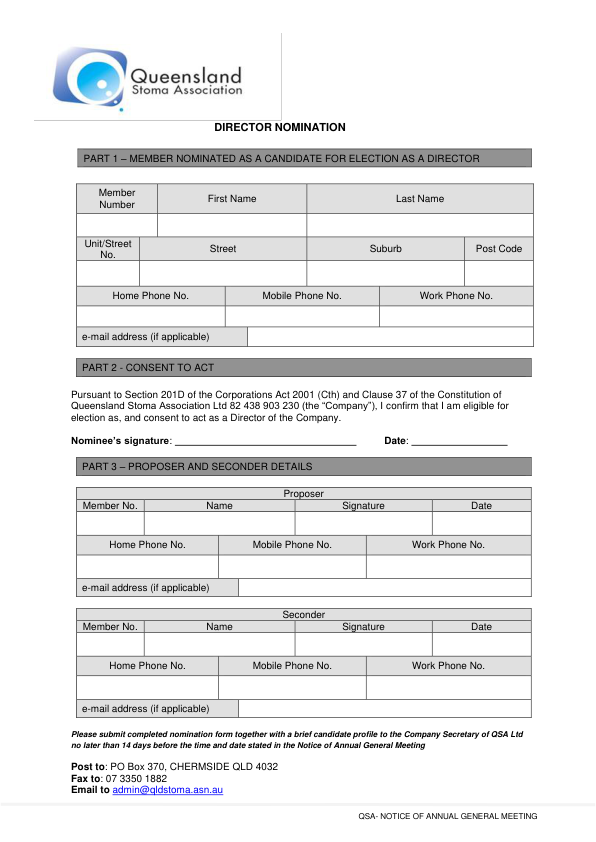 Queensland
Stoma Association
DIRECTOR NOMINATION
PART 1 – MEMBER NOMINATED AS A CANDIDATE FOR ELECTION AS A DIRECTOR
Member
Number
First Name
Last Name
Unit/Street
No.
Street
Suburb
Post Code
Home Phone No.
Mobile Phone No.
Work Phone No.
e-mail address (if applicable)
PART 2 - CONSENT TO ACT
Pursuant to Section 201D of the Corporations Act 2001 (Cth) and Clause 37 of the Constitution of
Queensland Stoma Association Ltd 82 438 903 230 (the “Company”), I confirm that I am eligible for
election as, and consent to act as a Director of the Company.
Nominee’s signature: ________________________________ Date: _________________
PART 3 – PROPOSER AND SECONDER DETAILS
Proposer
Member No.
Name
Signature
Date
Home Phone No.
Mobile Phone No.
Work Phone No.
e-mail address (if applicable)
Seconder
Member No.
Name
Signature
Date
Home Phone No.
Mobile Phone No.
Work Phone No.
e-mail address (if applicable)
Please submit completed nomination form together with a brief candidate profile to the Company Secretary of QSA Ltd
no later than 14 days before the time and date stated in the Notice of Annual General Meeting
Post to: PO Box 370, CHERMSIDE QLD 4032
Fax to: 07 3350 1882
Email to admin@qldstoma.asn.au
QSA- NOTICE OF ANNUAL GENERAL MEETING